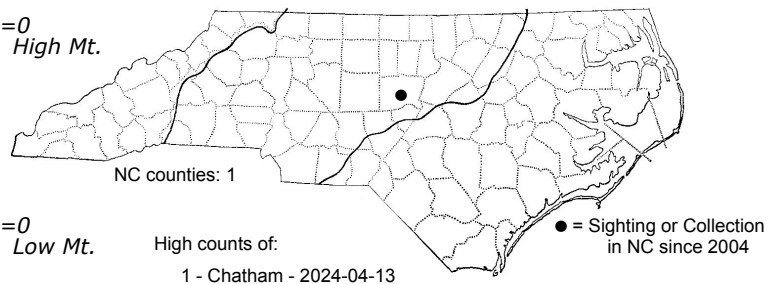 =0
High Mt.
NC counties: 1
=0
Low Mt.
High counts of:
1 - Chatham - 2024-04-13
● = Sighting or Collection
in NC since 2004